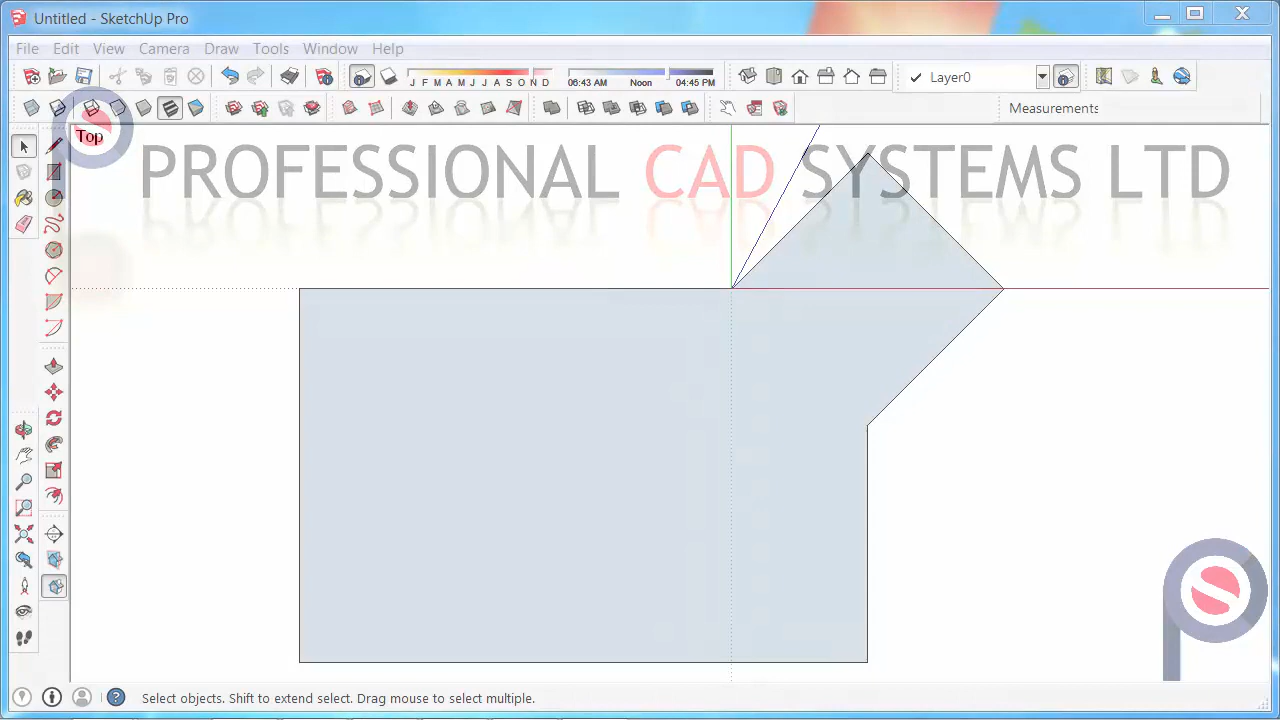 Untitled - SketchUp Pro
File Edit View Camera Draw Tools Window Help
J F M A M J J A S O N D 06:43 AM Noon 04:45 PM Layer0
Measurements
Top
PROFESSIONAL CAD SYSTEMS LTD
Select objects. Shift to extend select. Drag mouse to select multiple.